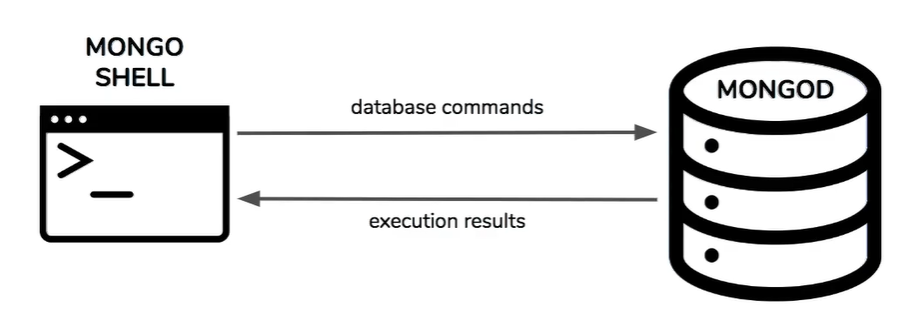 MONGO
SHELL
database commands
MONGOD
execution results